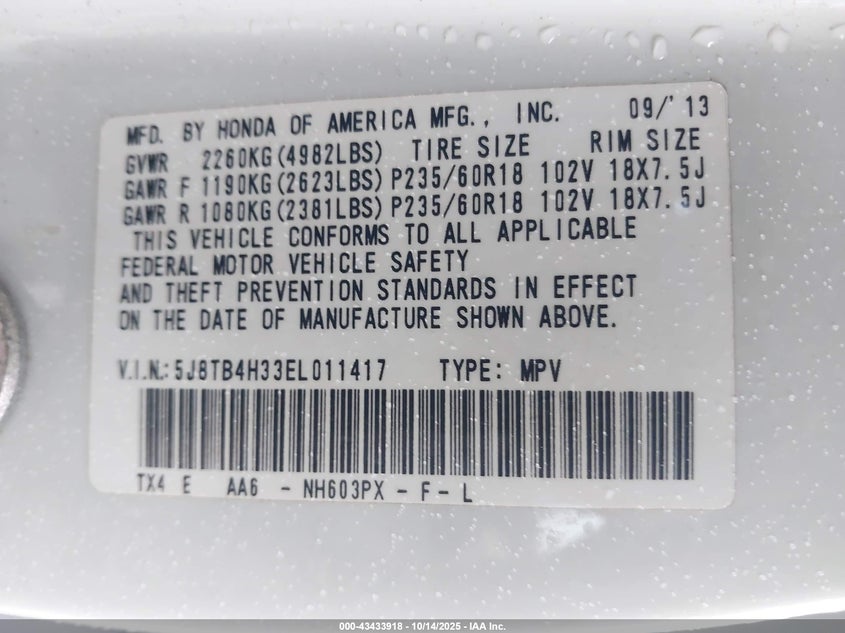 MFD. BY HONDA OF AMERICA MFG., INC. 09/'13
GVWR 2260KG(4982LBS) TIRE SIZE RIM SIZE
GAWR F 1190KG(2623LBS) P235/60R18 102V 18X7.5J
GAWR R 1080KG(2381LBS) P235/60R18 102V 18X7.5J
THIS VEHICLE CONFORMS TO ALL APPLICABLE
FEDERAL MOTOR VEHICLE SAFETY
AND THEFT PREVENTION STANDARDS IN EFFECT
ON THE DATE OF MANUFACTURE SHOWN ABOVE.
V.I.N.: 5J8TB4H33EL011417 TYPE: MPV
TX4 E AA6 - NH603PX - F - L
000-43433918 - 10/14/2025 - IAA Inc.